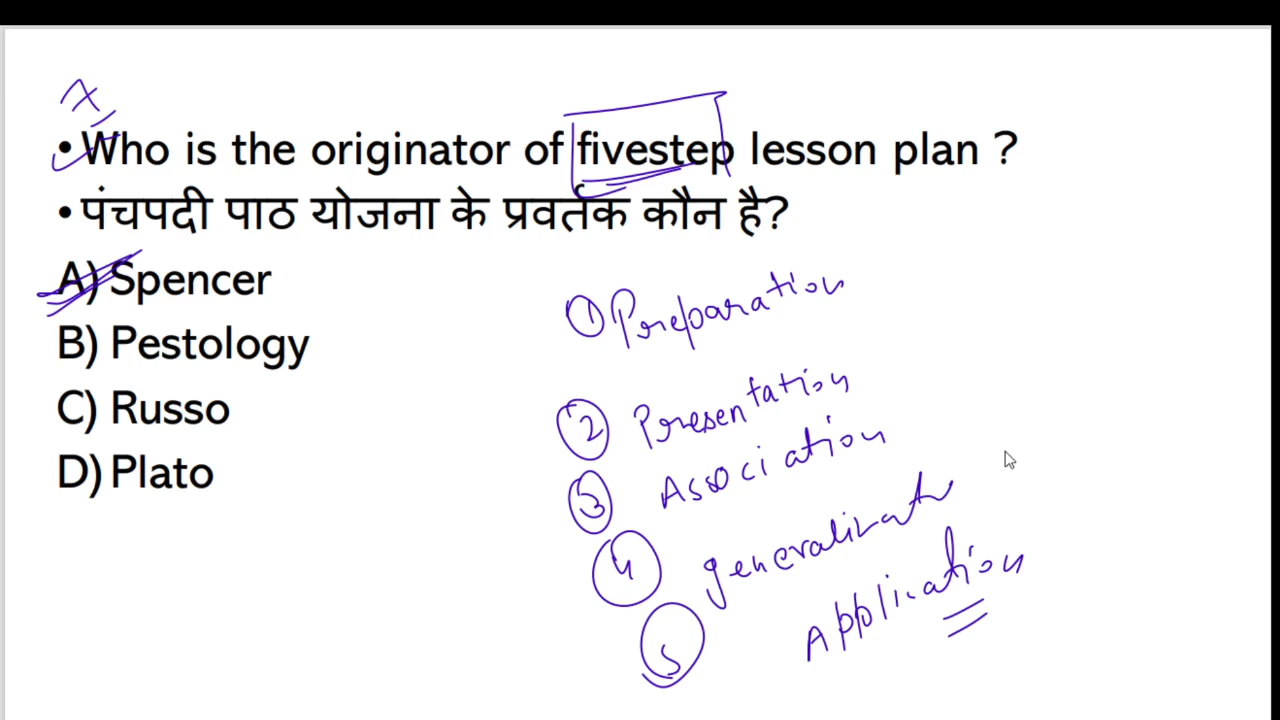 7
• Who is the originator of fivestep lesson plan ?
• पंचपदी पाठ योजना के प्रवर्तक कौन है?
A) Spencer
B) Pestology
C) Russo
D) Plato
① Preparation
② Presentation
③ Association
④ generalizat
⑤ Application